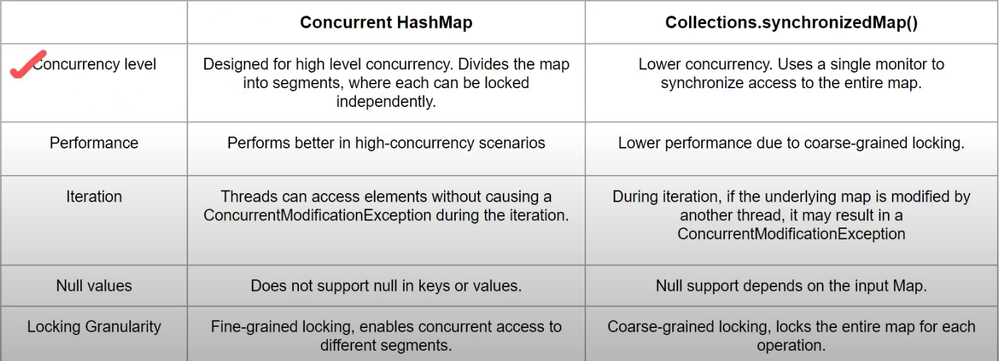 Concurrent HashMap
Collections.synchronizedMap()
Concurrency level
Designed for high level concurrency. Divides the map
into segments, where each can be locked
independently.
Lower concurrency. Uses a single monitor to
synchronize access to the entire map.
Performance
Performs better in high-concurrency scenarios
Lower performance due to coarse-grained locking.
Iteration
Threads can access elements without causing a
ConcurrentModificationException during the iteration.
During iteration, if the underlying map is modified by
another thread, it may result in a
ConcurrentModificationException
Null values
Does not support null in keys or values.
Null support depends on the input Map.
Locking Granularity
Fine-grained locking, enables concurrent access to
different segments.
Coarse-grained locking, locks the entire map for each
operation.